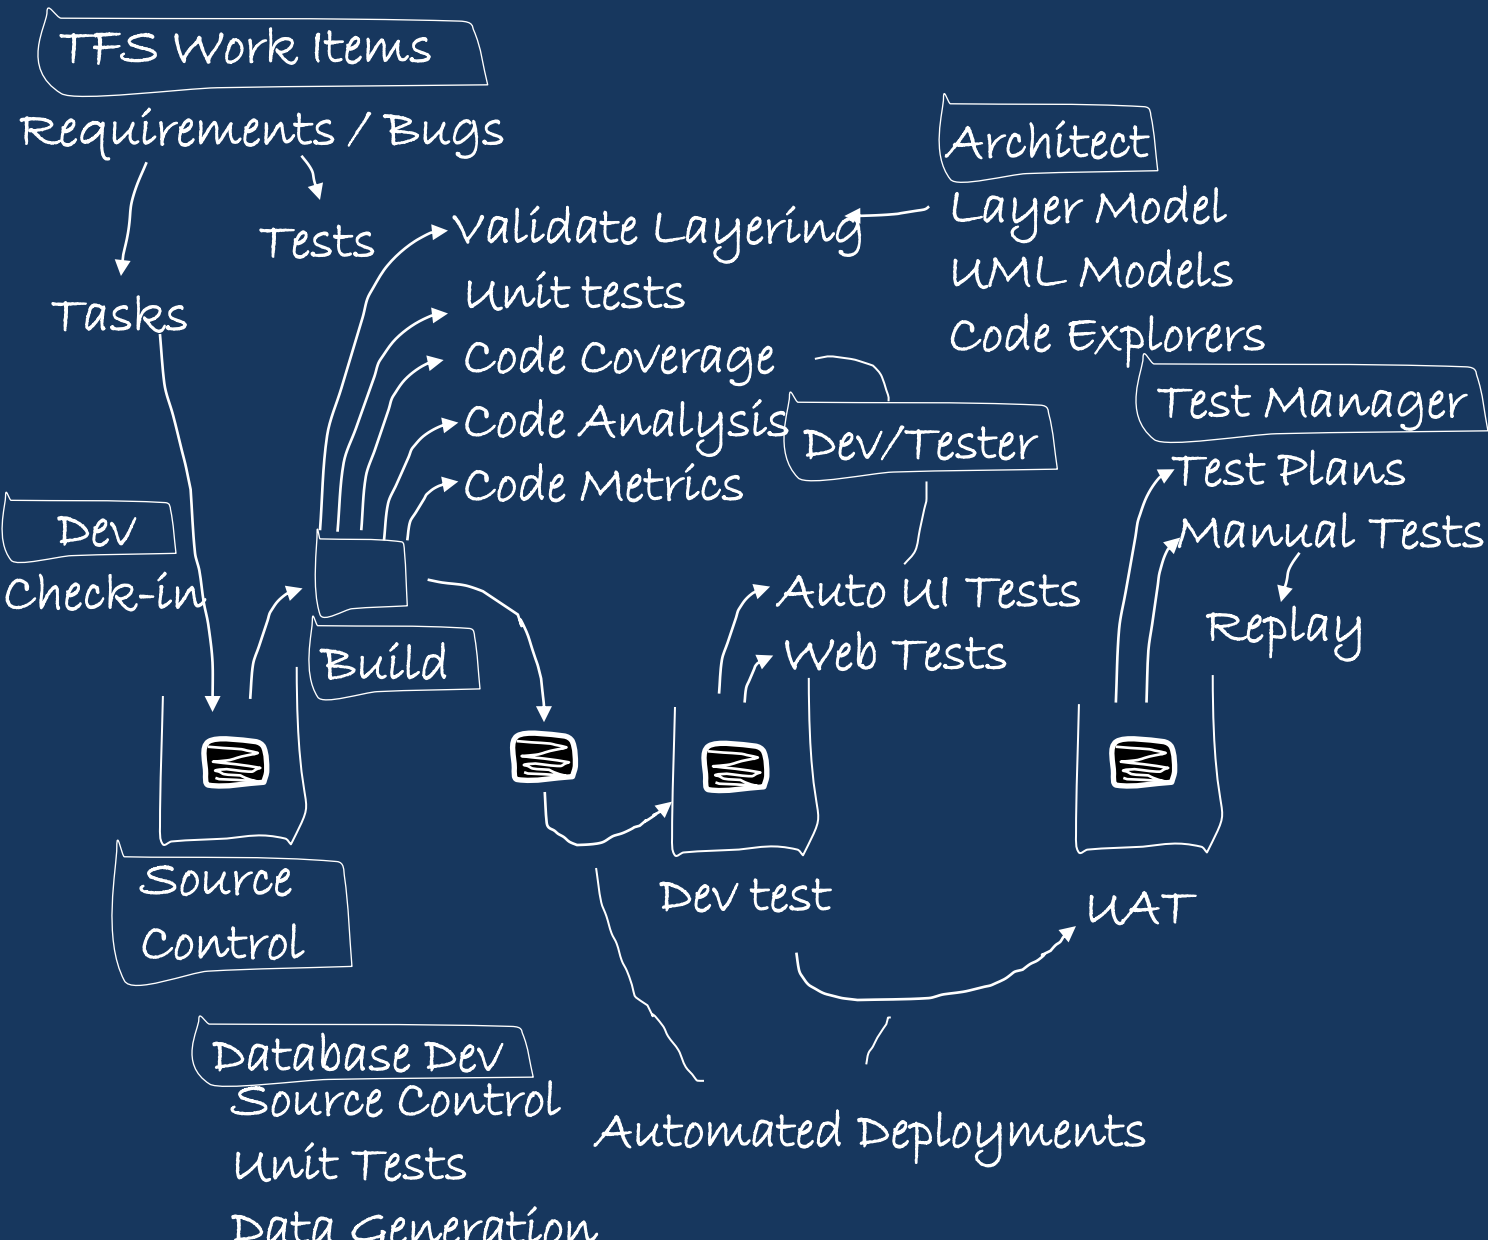 TFS Work Items
Requirements / Bugs
Tests
Tasks
Architect
Layer Model
UML Models
Code Explorers
Validate Layering
Unit tests
Code Coverage
Code Analysis
Code Metrics
Dev/Tester
Test Manager
Test Plans
Manual Tests
Replay
Dev
Check-in
Build
Auto UI Tests
Web Tests
Source
Control
Dev test
UAT
Database Dev
Source Control
Unit Tests
Data Generation
Automated Deployments